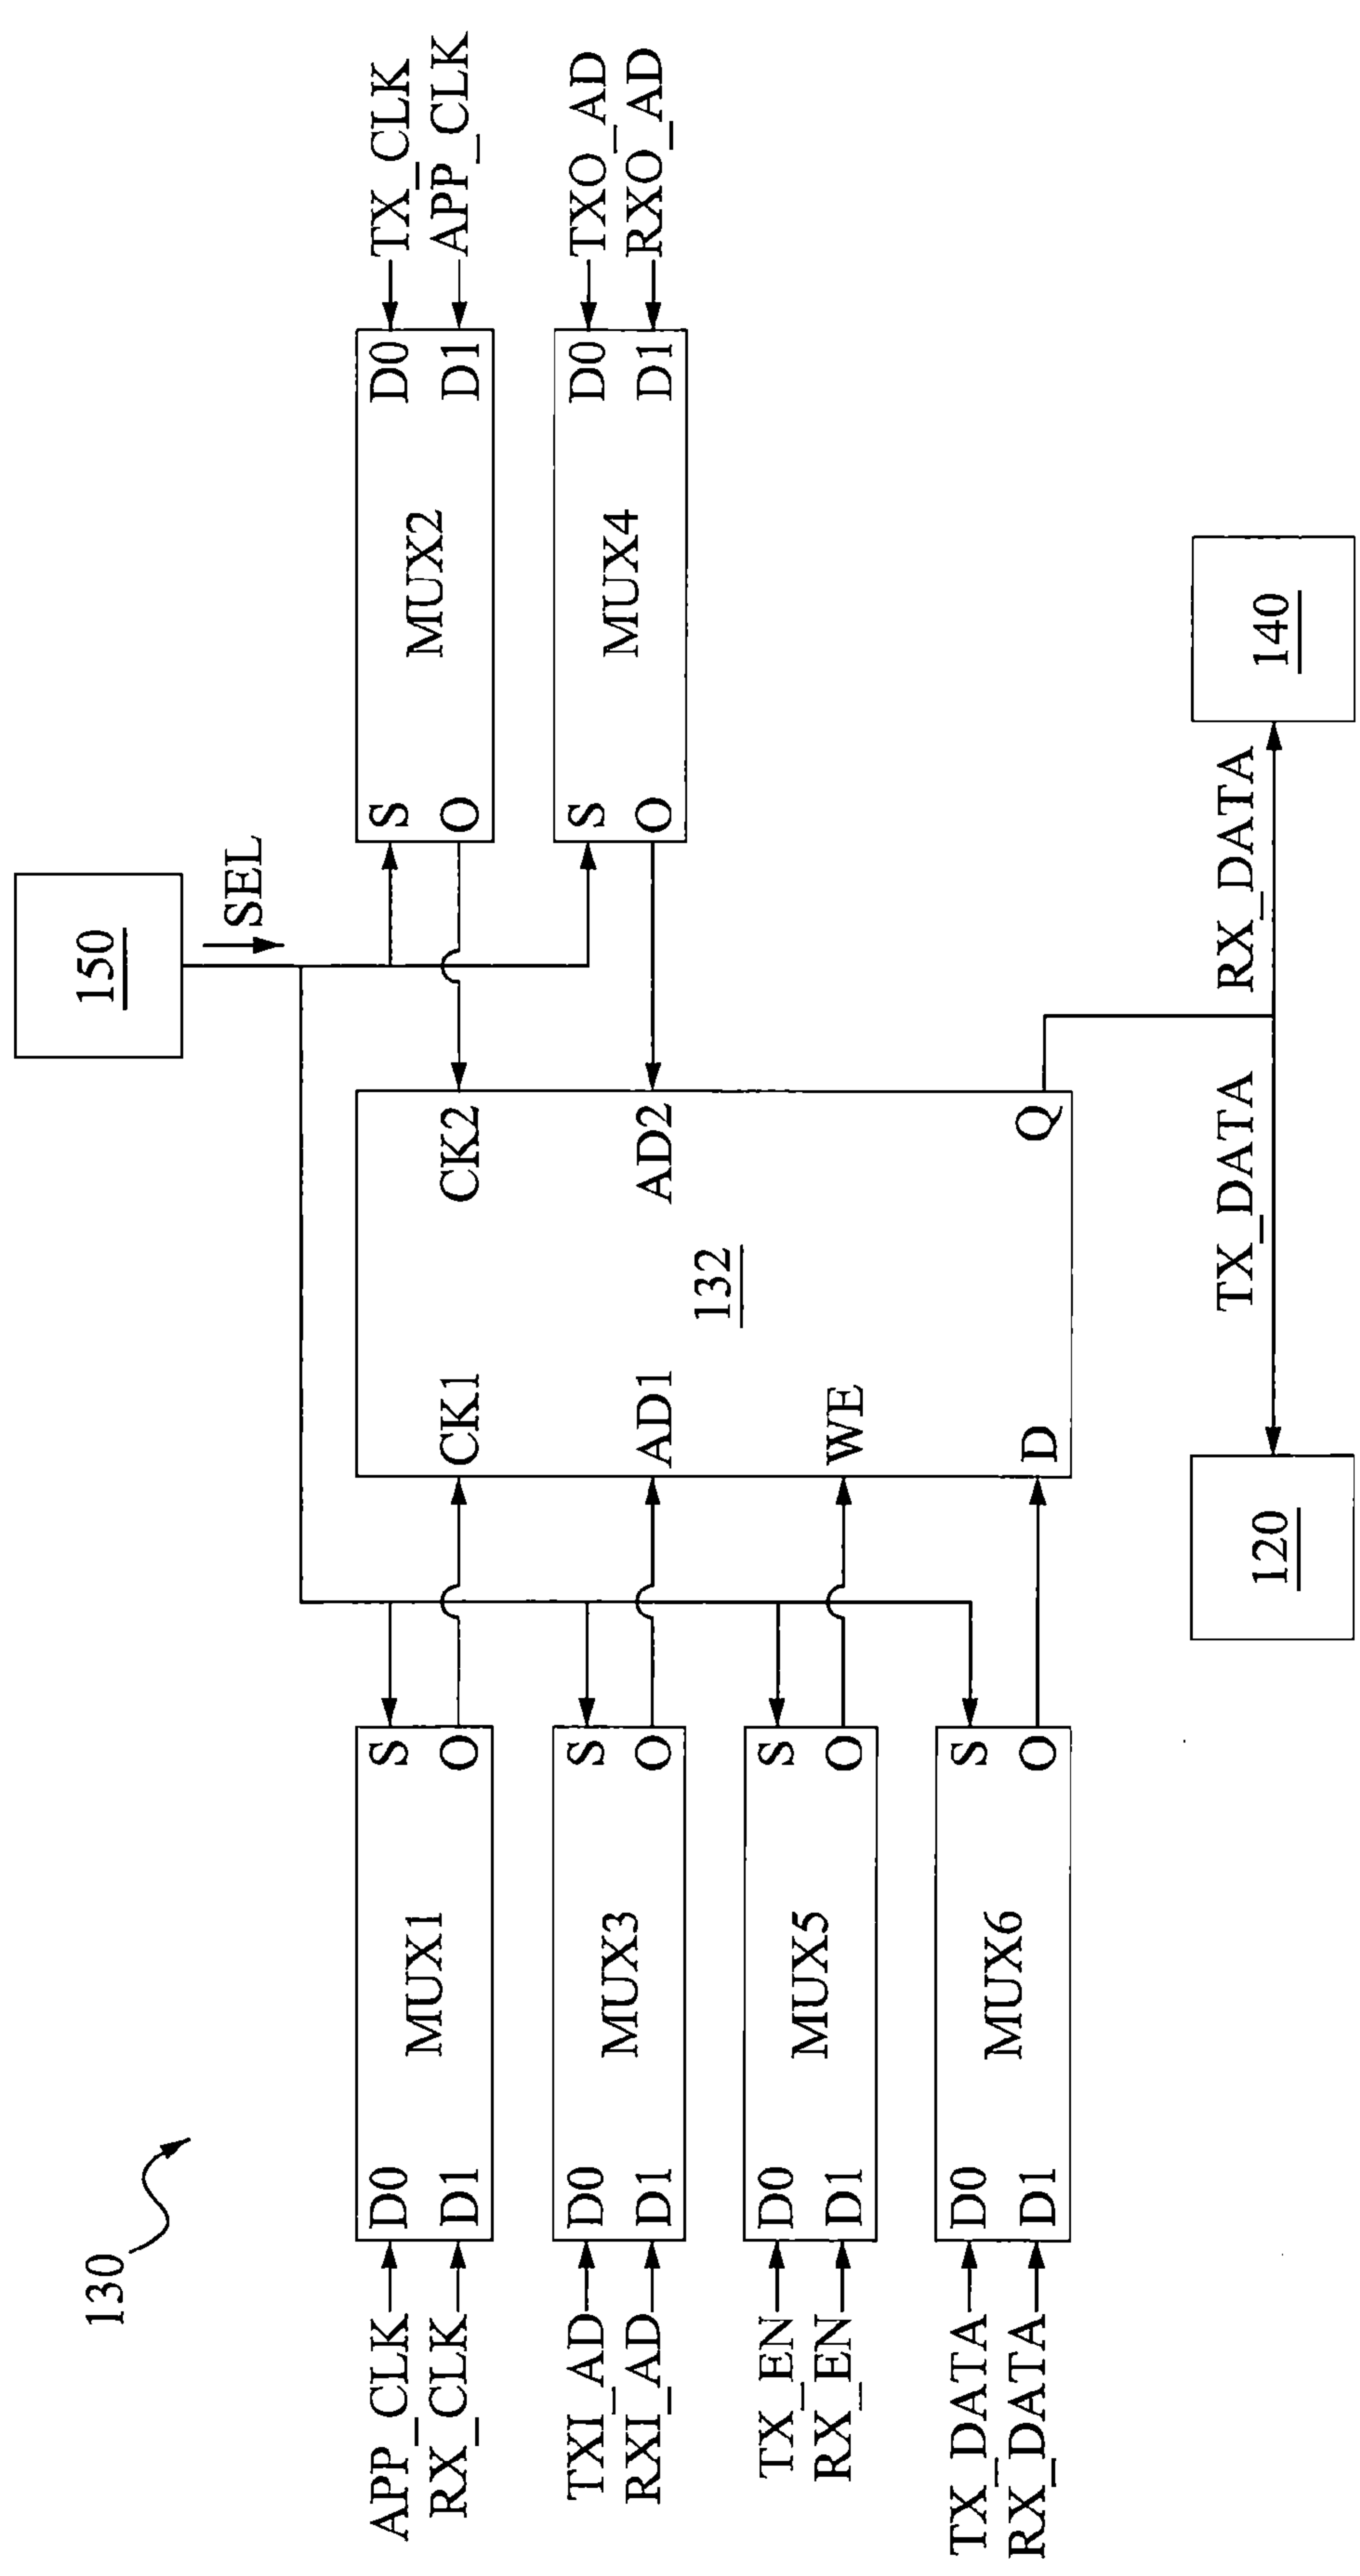 130
150
SEL
APP_CLK
RX_CLK
D0
D1
MUX1
S
O
CK1
CK2
S
O
MUX2
D0
D1
TX_CLK
APP_CLK
TXI_AD
RXI_AD
D0
D1
MUX3
S
O
AD1
AD2
132
S
O
MUX4
D0
D1
TXO_AD
RXO_AD
TX_EN
RX_EN
D0
D1
MUX5
S
O
WE
TX_DATA
RX_DATA
D0
D1
MUX6
S
O
D
Q
TX_DATA
RX_DATA
120
140